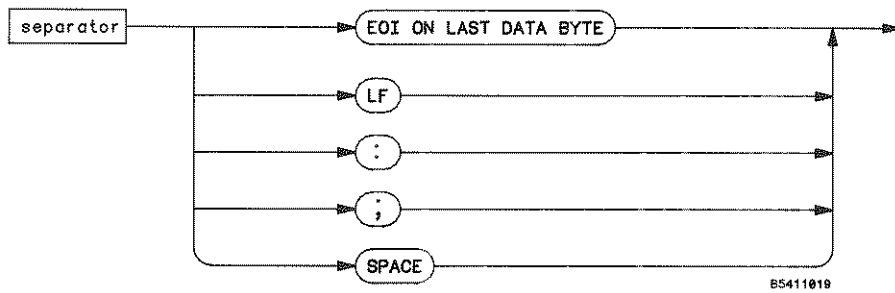 separator
EOI ON LAST DATA BYTE
LF
:
;
SPACE
B5411019